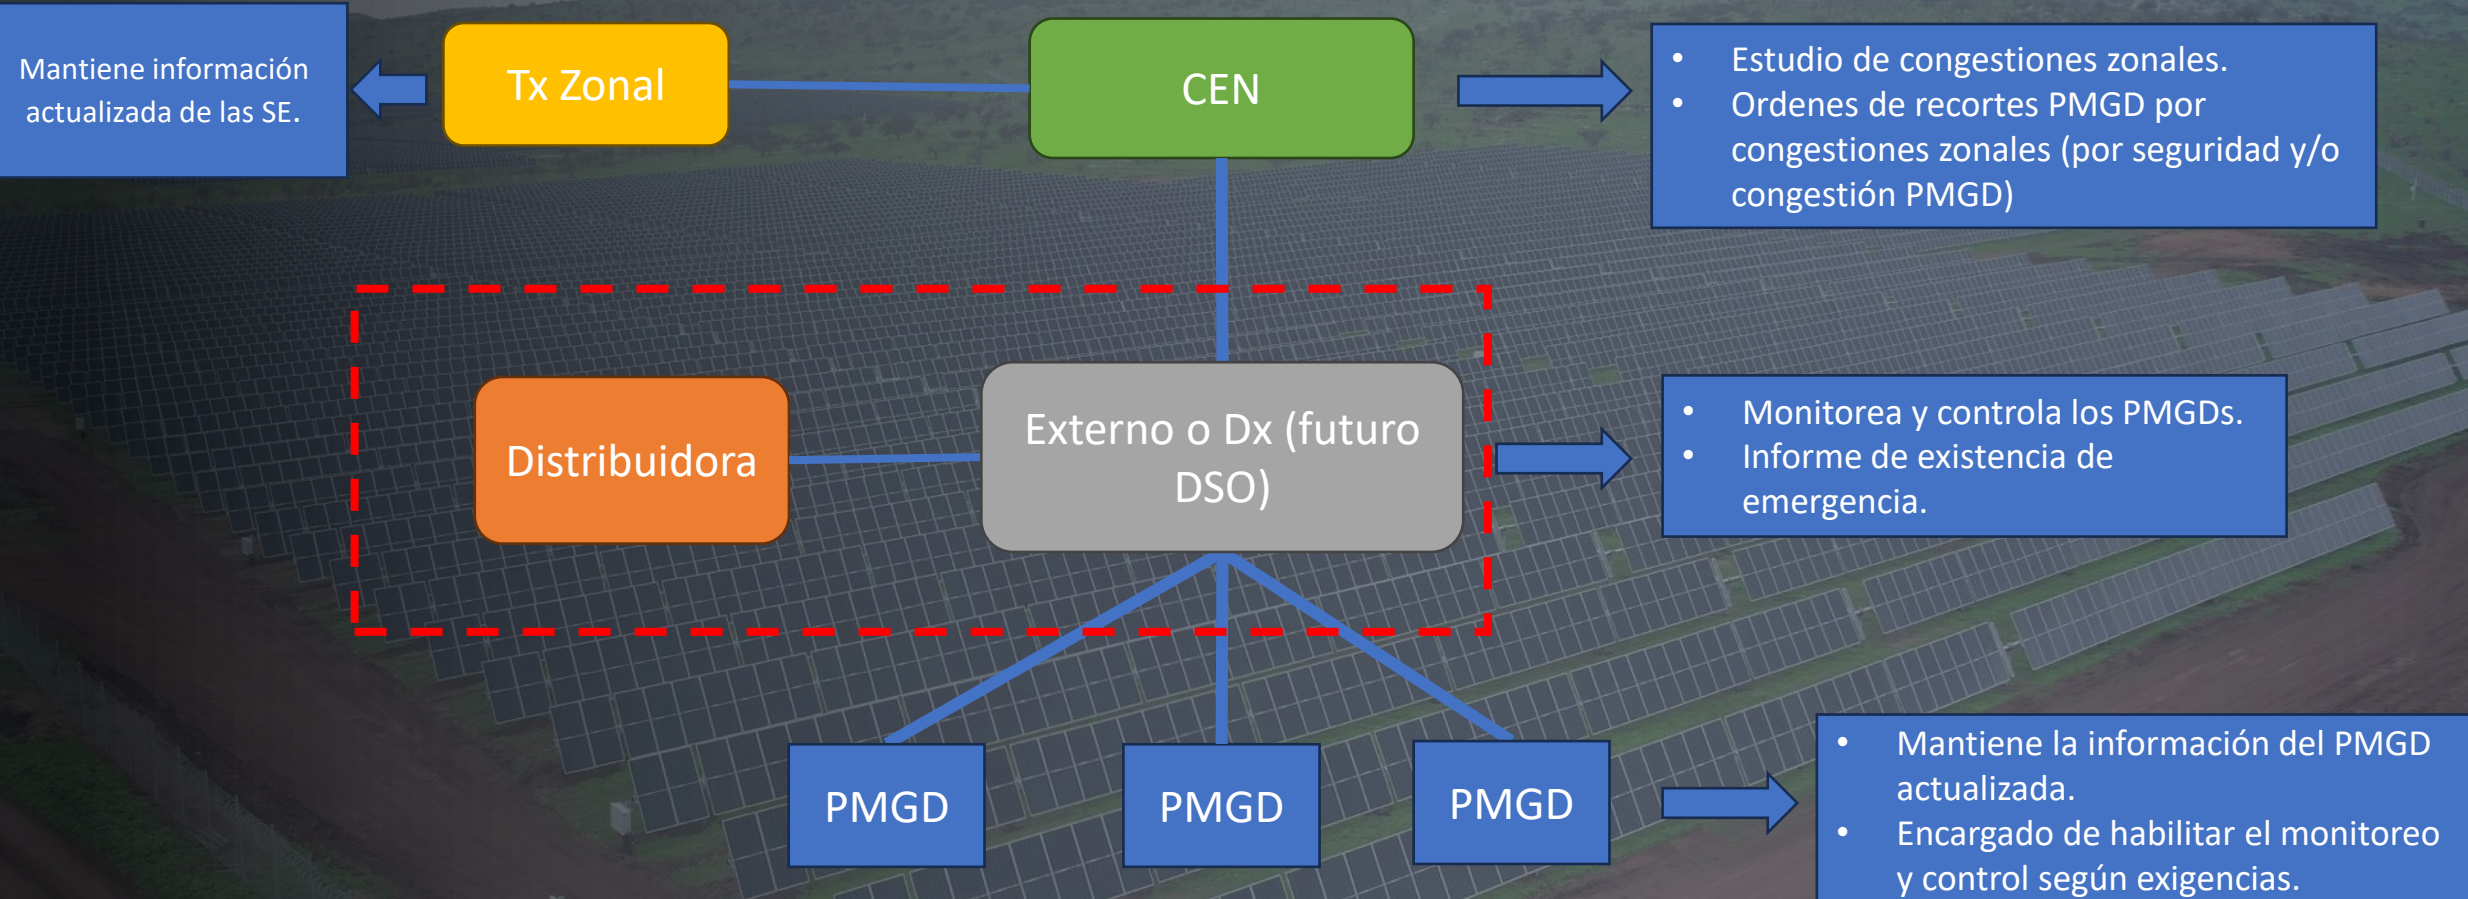 Mantiene información
actualizada de las SE.
Tx Zonal
CEN
• Estudio de congestiones zonales.
• Ordenes de recortes PMGD por
congestiones zonales (por seguridad y/o
congestión PMGD)
Distribuidora
Externo o Dx (futuro
DSO)
• Monitorea y controla los PMGDs.
• Informe de existencia de
emergencia.
PMGD
PMGD
PMGD
• Mantiene la información del PMGD
actualizada.
• Encargado de habilitar el monitoreo
y control según exigencias.